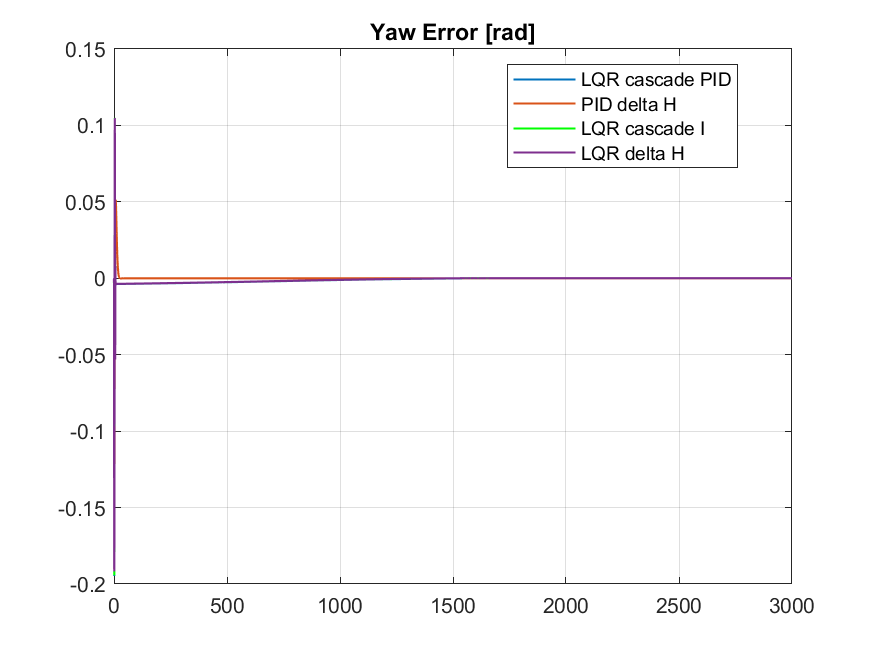 Yaw Error [rad]
0.15
0.1
0.05
0
-0.05
-0.1
-0.15
-0.2
LQR cascade PID
PID delta H
LQR cascade I
LQR delta H
0 500 1000 1500 2000 2500 3000